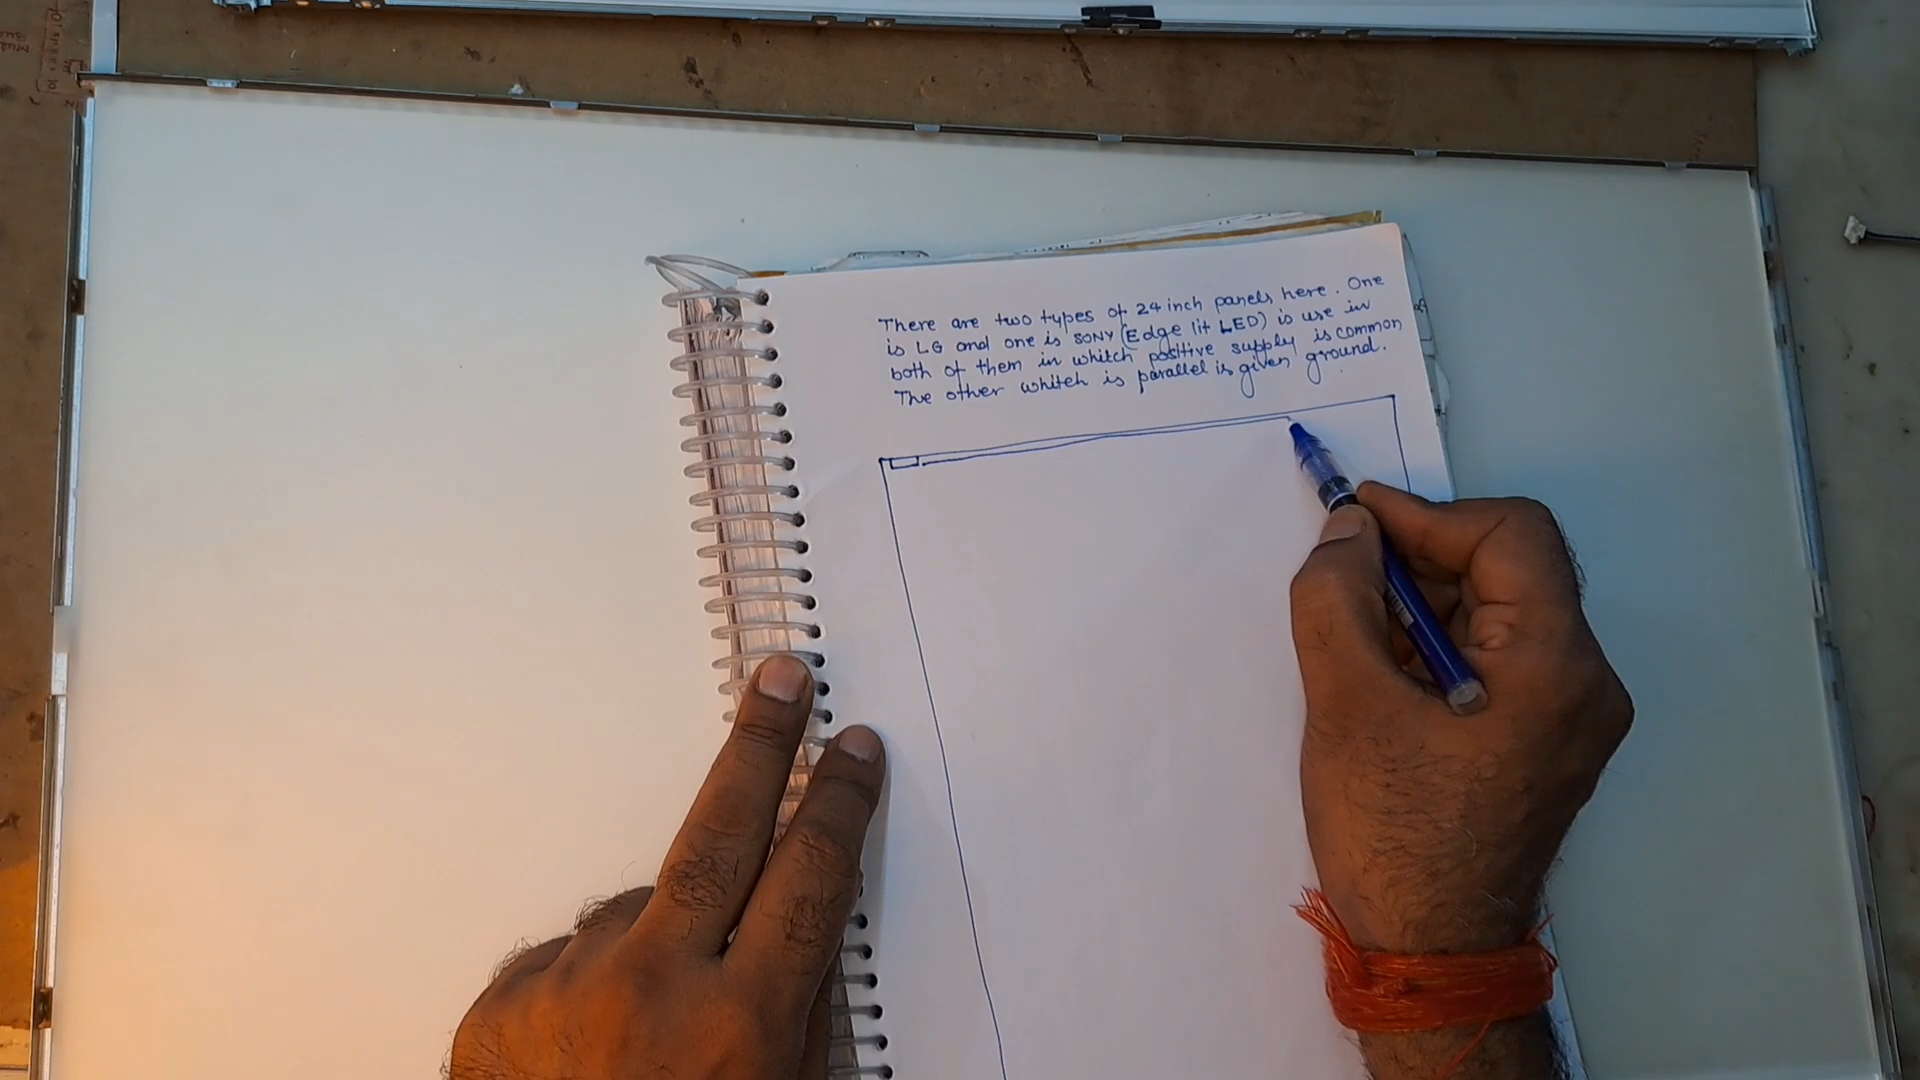 There are two types of 24 inch panels here. One
is LG and one is SONY (Edge lit LED) is use in
both of them in whitch positive supply is common
The other whiteh is parallel is given ground.